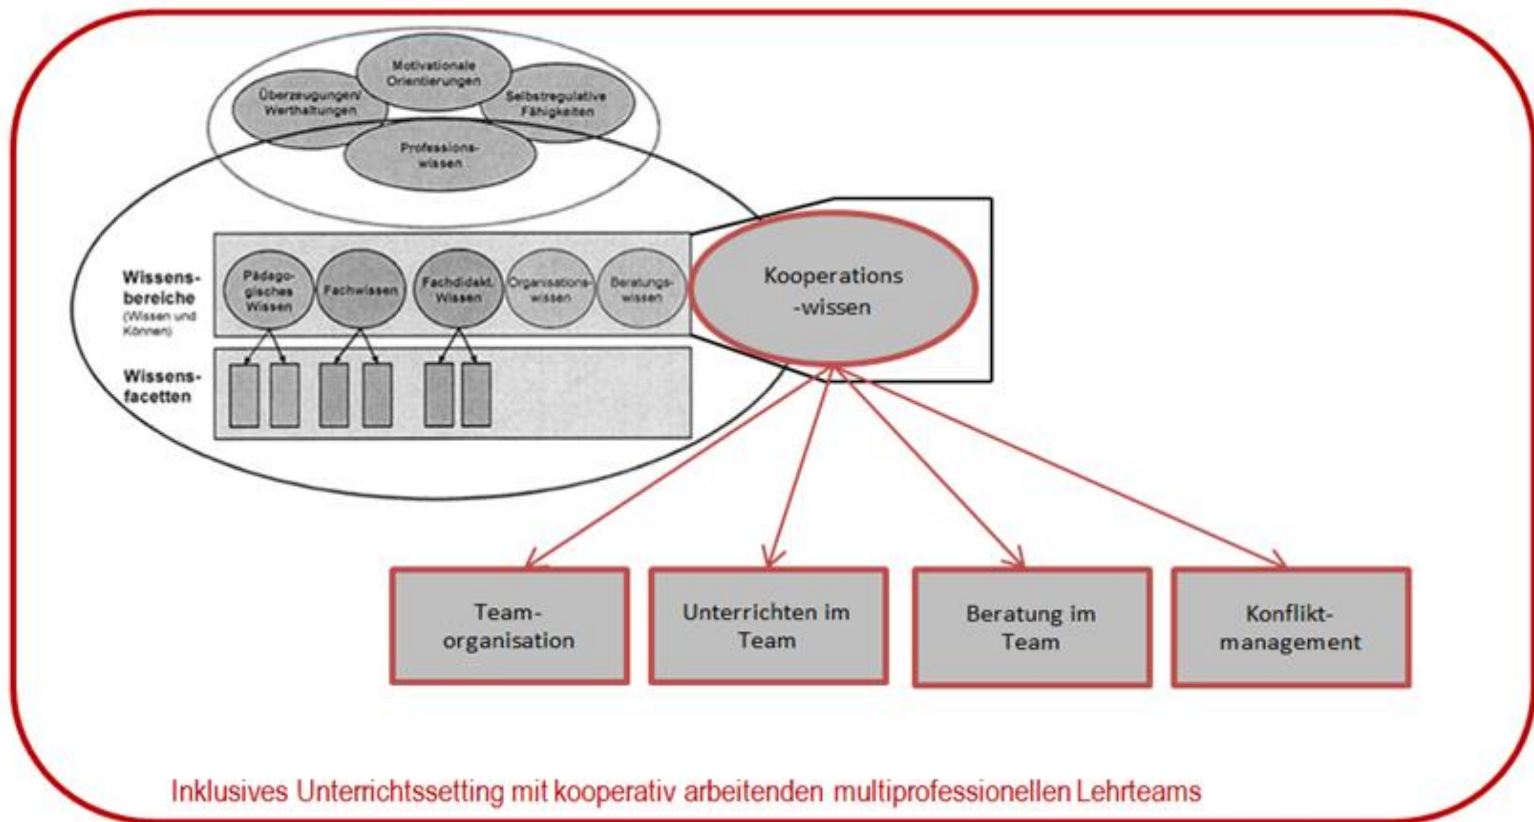 Motivationale
Orientierungen
Überzeugungen/
Werthaltungen
Selbstregulative
Fähigkeiten
Professions-
wissen
Wissens-
bereiche
(Wissen und
Können)
Pädago-
gisches
Wissen
Fachwissen
Fachdidakt.
Wissen
Organisations-
wissen
Beratungs-
wissen
Kooperations
-wissen
Wissens-
facetten
Team-
organisation
Unterrichten im
Team
Beratung im
Team
Konflikt-
management
Inklusives Unterrichtssetting mit kooperativ arbeitenden multiprofessionellen Lehrteams